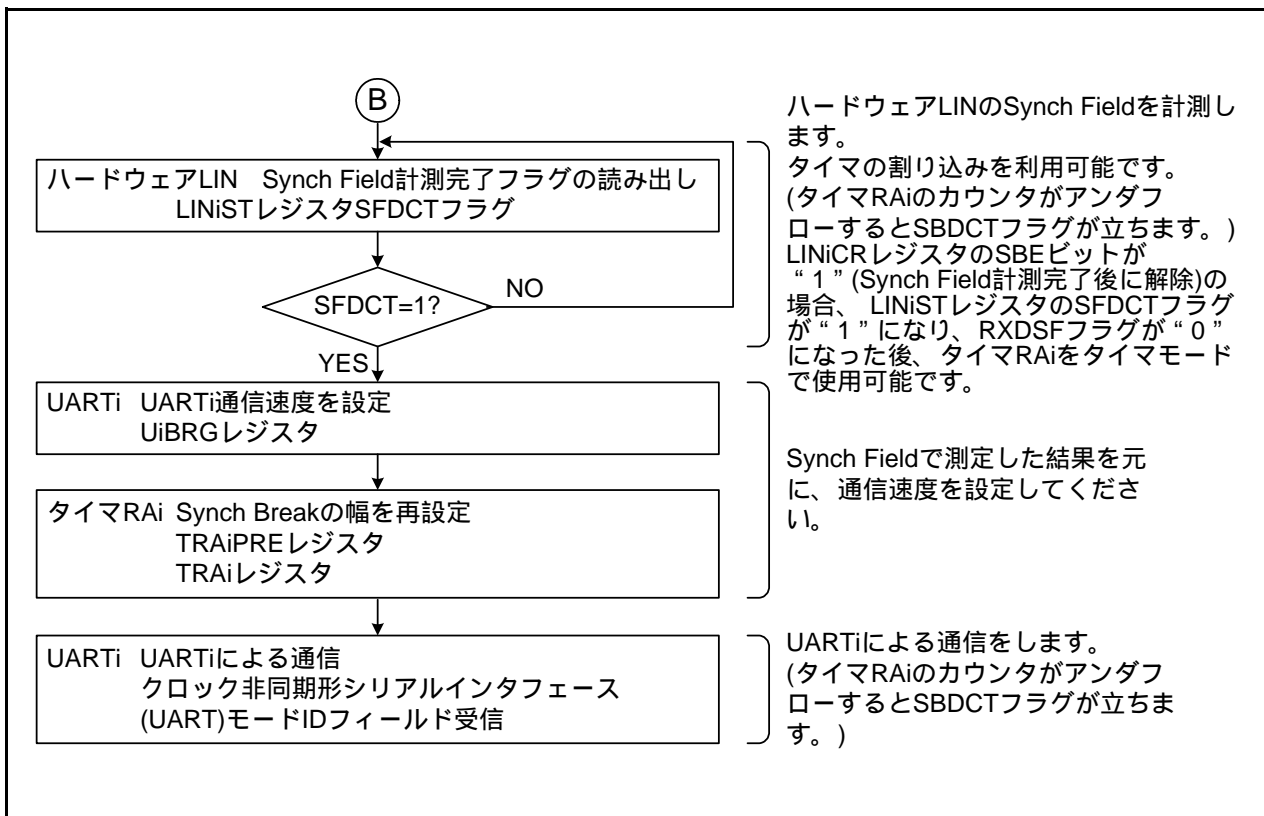 B
ハードウェアLIN Synch Field計測完了フラグの読み出し
LINiSTレジスタSFDCTフラグ
SFDCT=1?
NO
YES
UARTi UARTi通信速度を設定
UiBRGレジスタ
タイマRAi Synch Breakの幅を再設定
TRAiPREレジスタ
TRAiレジスタ
UARTi UARTiによる通信
クロック非同期形シリアルインタフェース
(UART)モードIDフィールド受信
ハードウェアLINのSynch Fieldを計測し
ます。
タイマの割り込みを利用可能です。
(タイマRAiのカウンタがアンダフ
ローするとSBDCTフラグが立ちます。)
LINiCRレジスタのSBEビットが
“1”(Synch Field計測完了後に解除)の
場合、LINiSTレジスタのSFDCTフラグ
が“1”になり、RXDSFフラグが“0”
になった後、タイマRAiをタイマモード
で使用可能です。
Synch Fieldで測定した結果を元
に、通信速度を設定してくださ
い。
UARTiによる通信をします。
(タイマRAiのカウンタがアンダフ
ローするとSBDCTフラグが立ちま
す。)